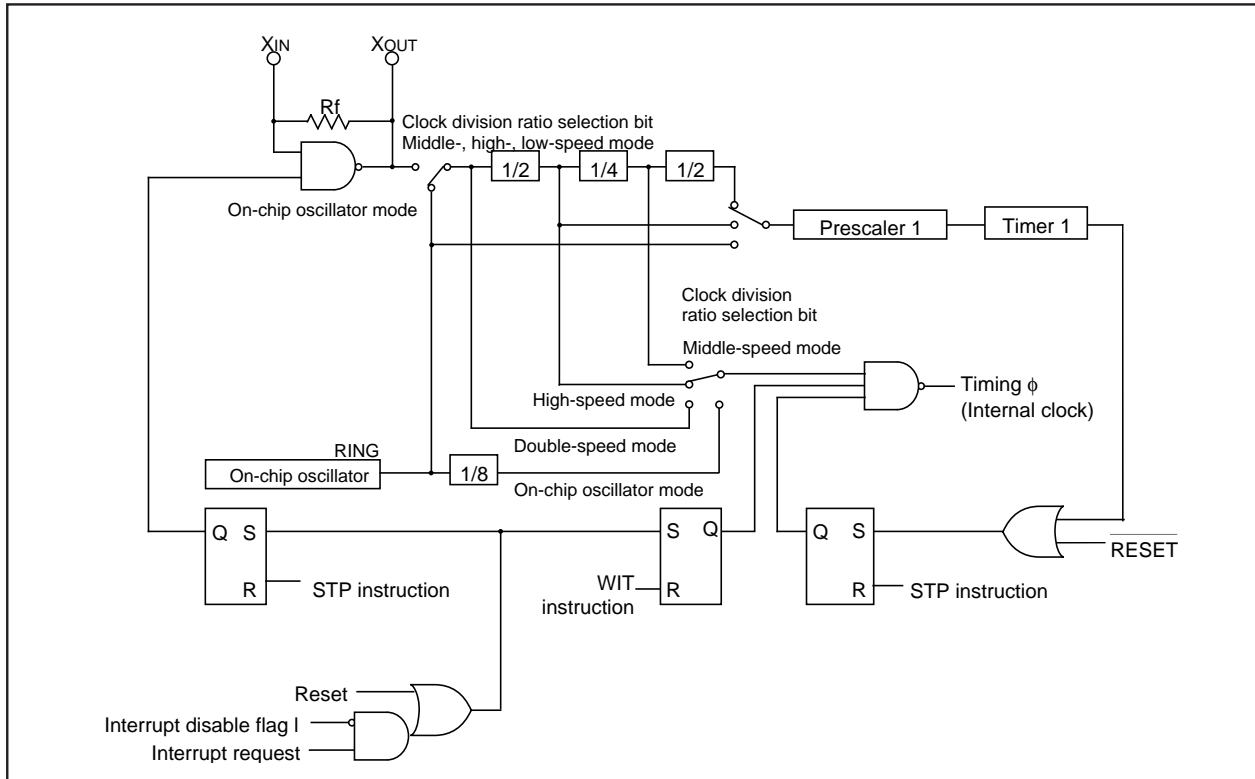 XIN
XOUT
Rf
Clock division ratio selection bit
Middle-, high-, low-speed mode
1/2
1/4
1/2
On-chip oscillator mode
Prescaler 1
Timer 1
Clock division
ratio selection bit
Middle-speed mode
Timing ϕ
(Internal clock)
High-speed mode
Double-speed mode
RING
On-chip oscillator
1/8
On-chip oscillator mode
Q S
R
STP instruction
S Q
R
WIT
instruction
Q S
R
STP instruction
RESET
Reset
Interrupt disable flag I
Interrupt request